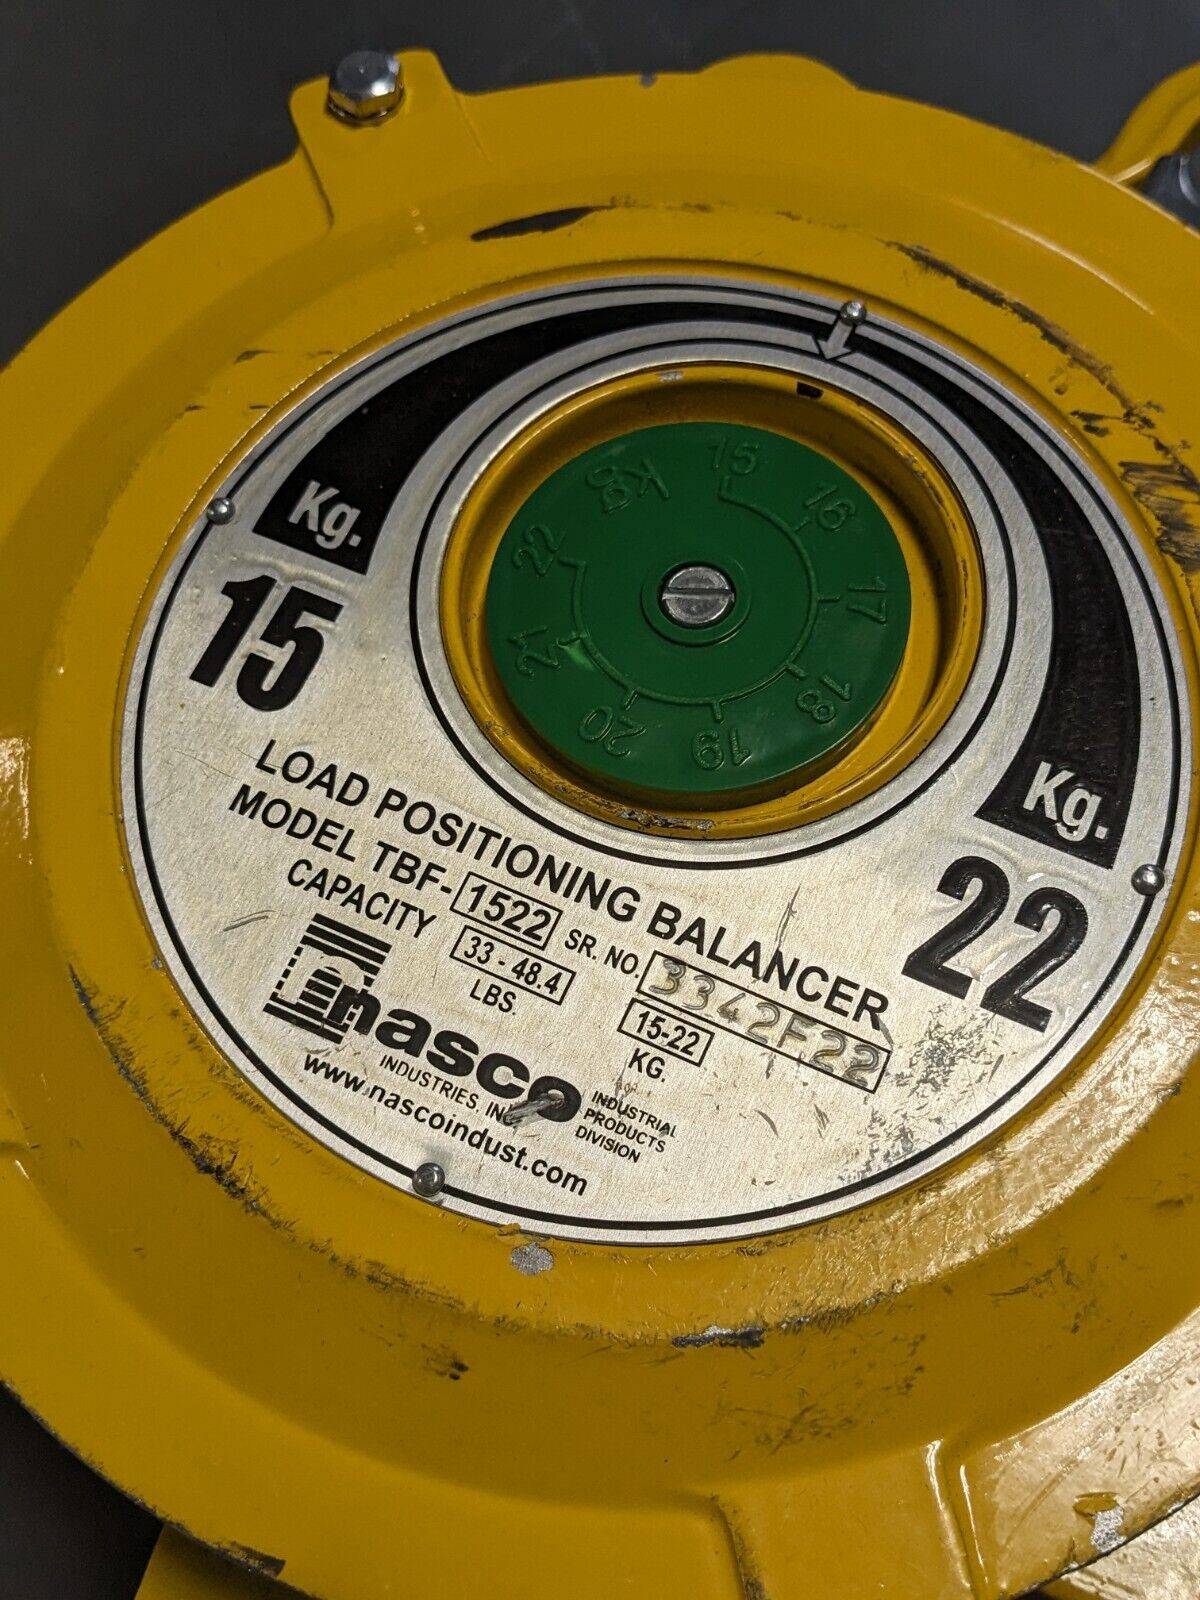 Kg.
15
Kg.
22
Kg
15
16
17
18
19
20
21
22
LOAD POSITIONING BALANCER
MODEL TBF-1522 SR. NO. 3342F22
CAPACITY 33 - 48.4 15-22
LBS. KG.
nasco
INDUSTRIES, INC. INDUSTRIAL
PRODUCTS
DIVISION
www.nascoindust.com